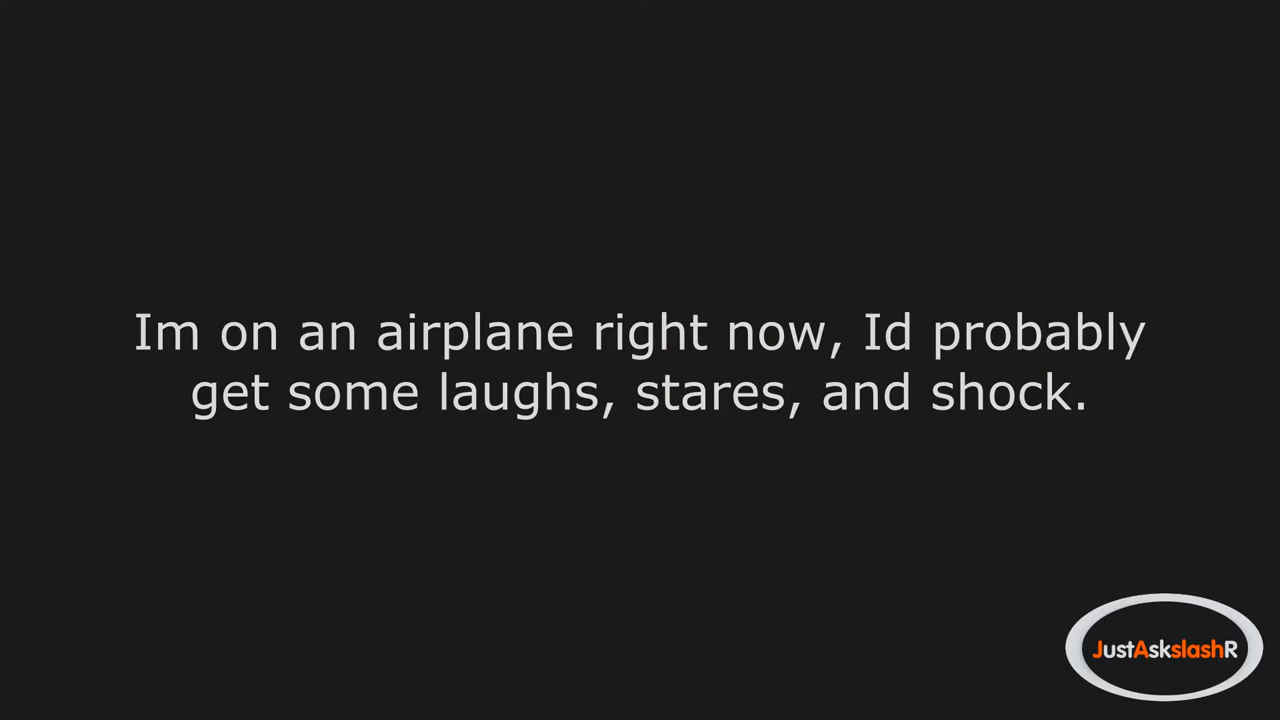 Im on an airplane right now, Id probably
get some laughs, stares, and shock.
JustAskslashR